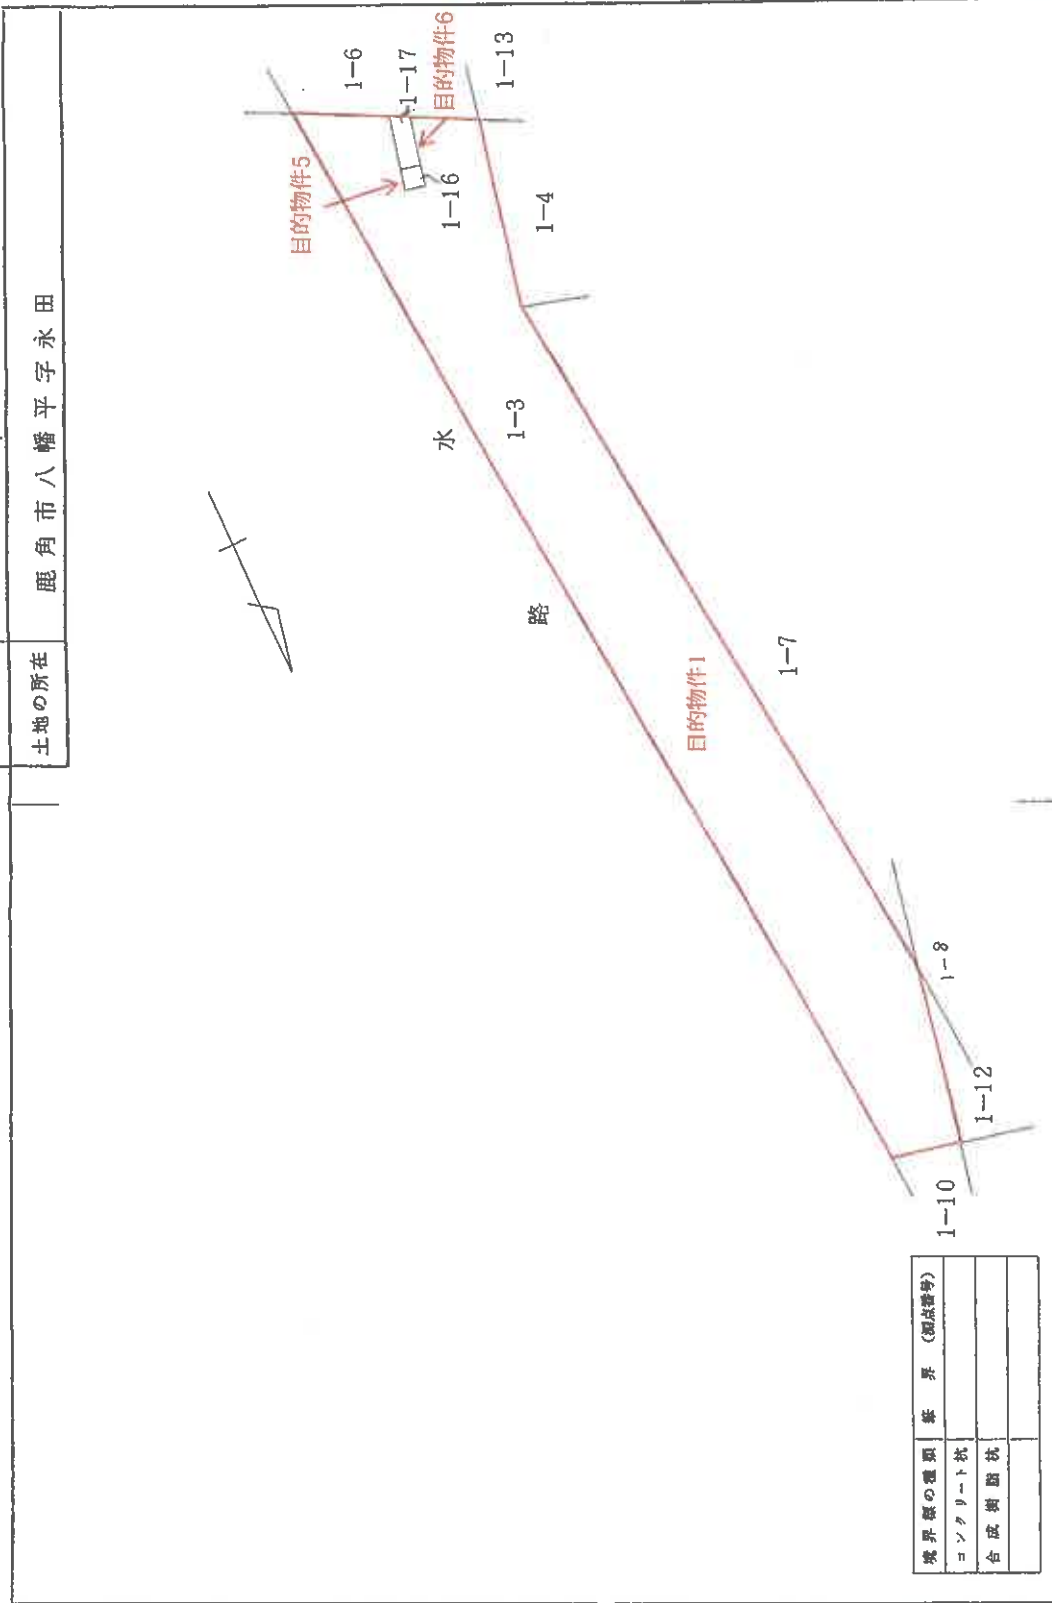 土地の所在
鹿角市八幡平字永田
1-6
1-17
目的物件6
1-13
目的物件5
1-16
1-4
水
1-3
路
目的物件1
1-7
1-8
1-12
1-10
境界標の種類
境界 (測点番号)
コンクリート杭
合成樹脂杭